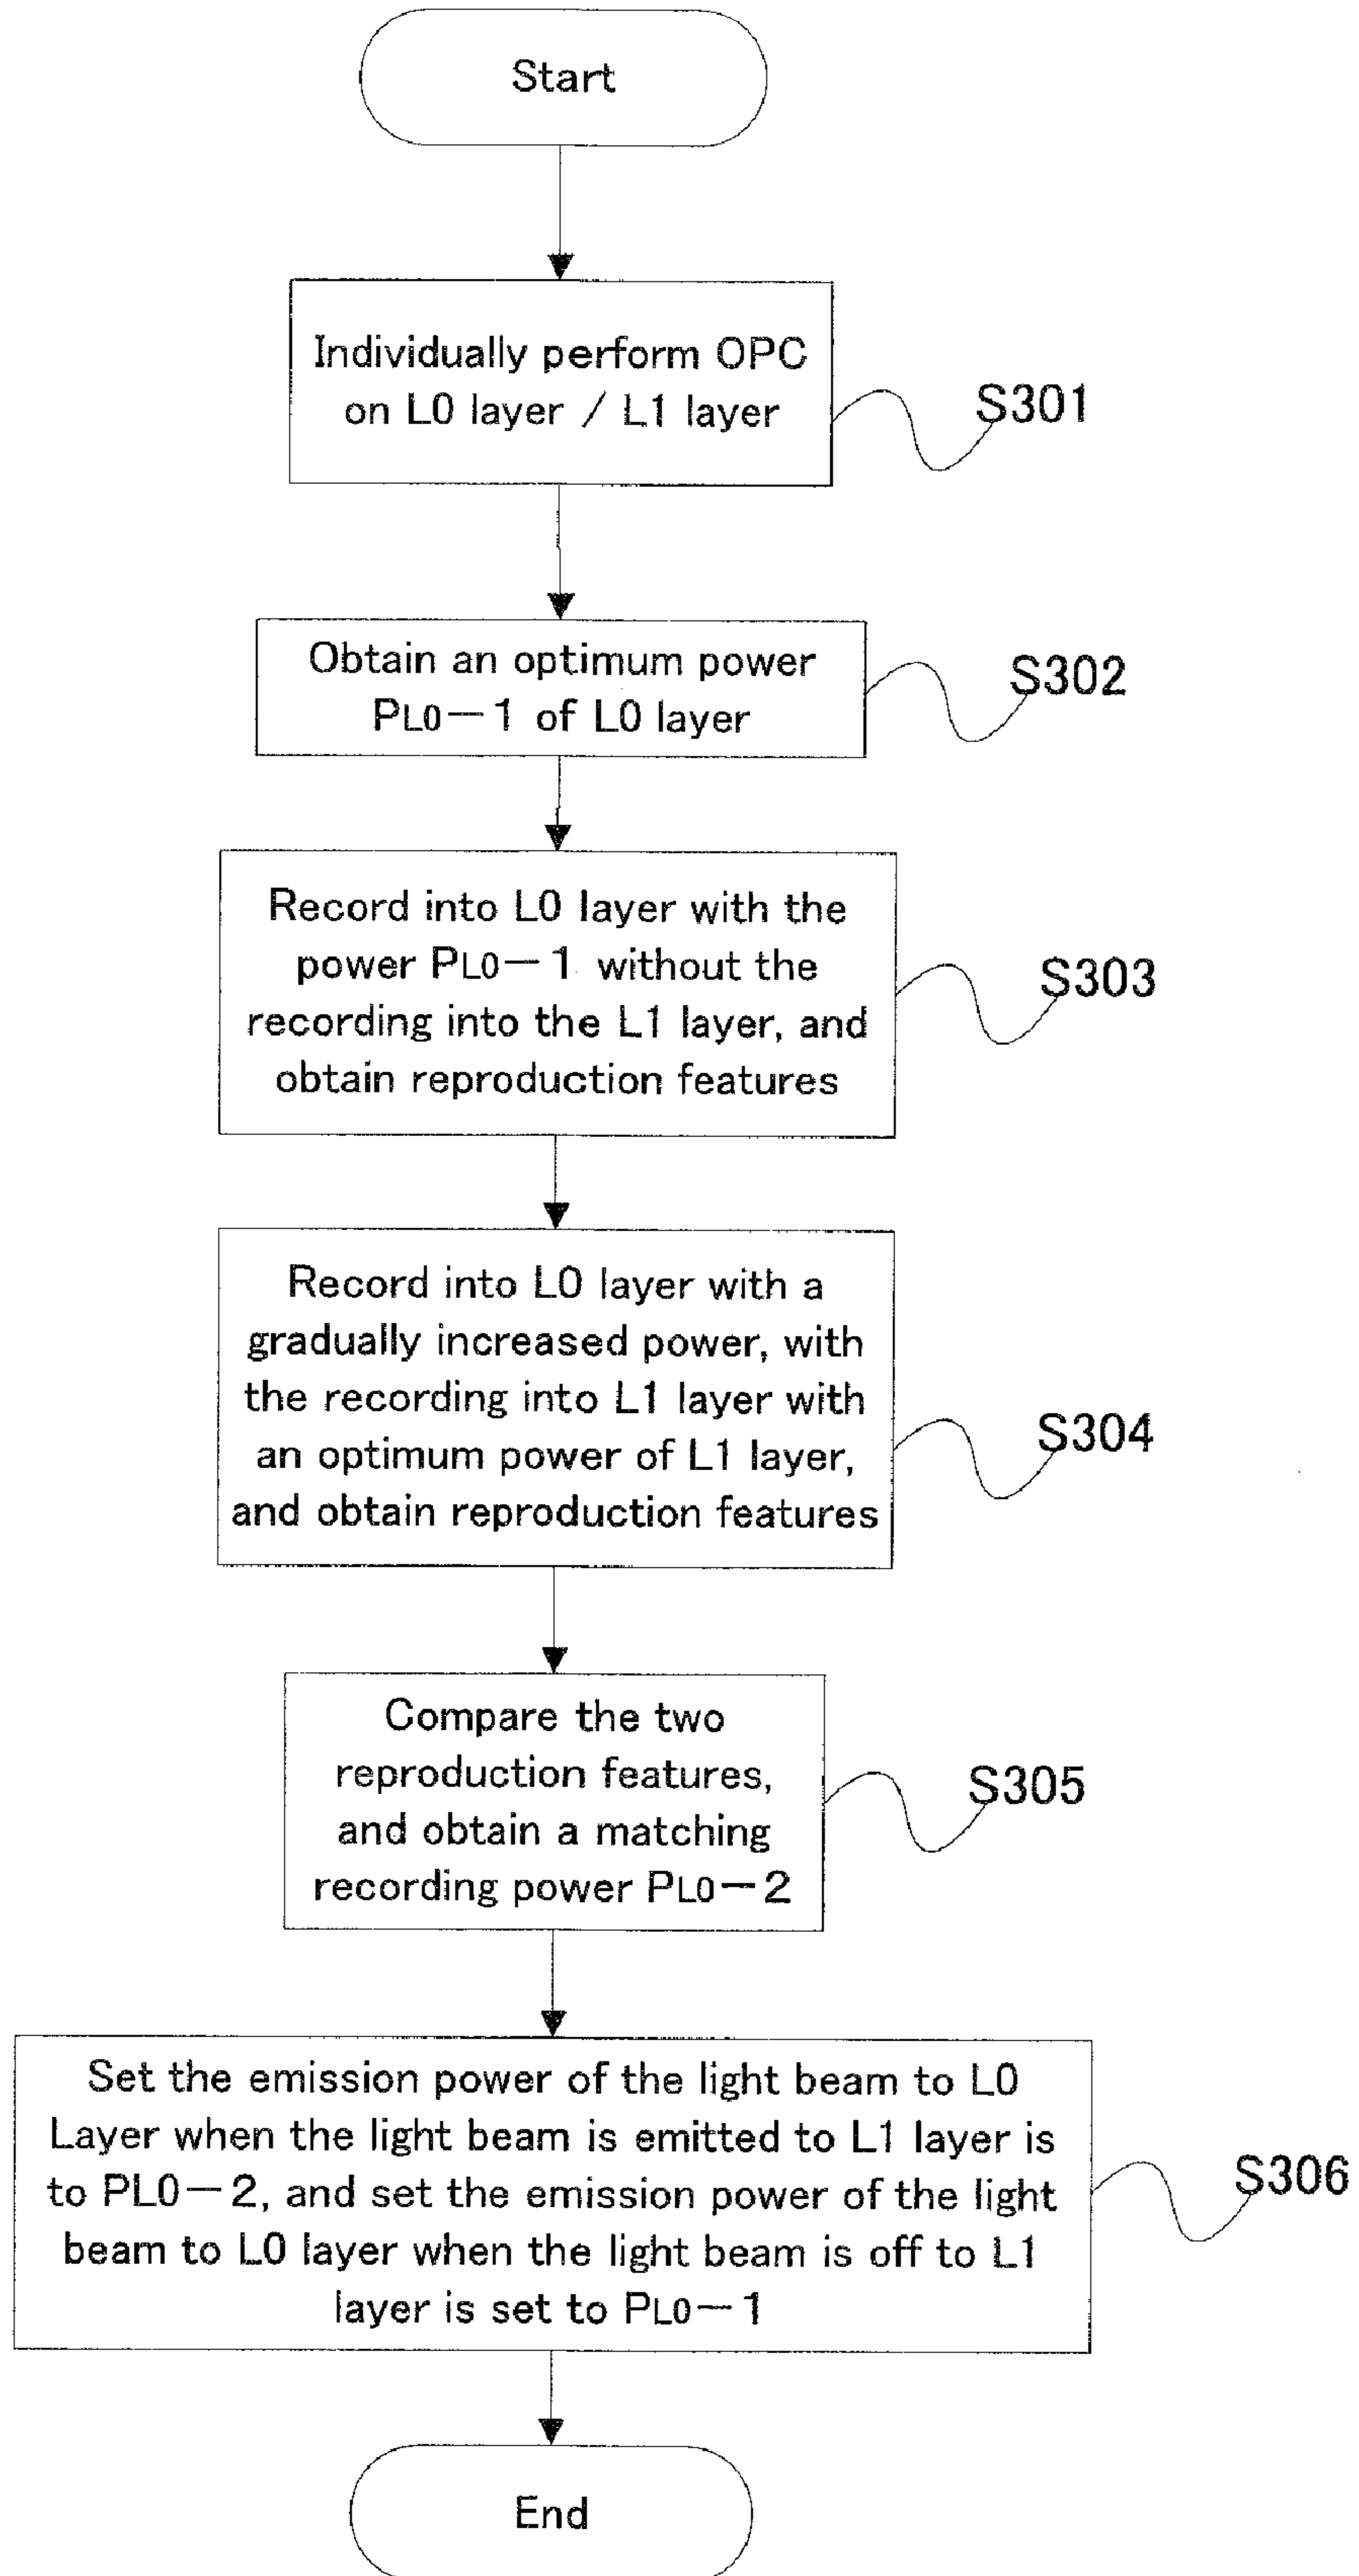 Start
Individually perform OPC
on L0 layer / L1 layer
S301
Obtain an optimum power
PL0-1 of L0 layer
S302
Record into L0 layer with the
power PL0-1 without the
recording into the L1 layer, and
obtain reproduction features
S303
Record into L0 layer with a
gradually increased power, with
the recording into L1 layer with
an optimum power of L1 layer,
and obtain reproduction features
S304
Compare the two
reproduction features,
and obtain a matching
recording power PL0-2
S305
Set the emission power of the light beam to L0
Layer when the light beam is emitted to L1 layer is
to PL0-2, and set the emission power of the light
beam to L0 layer when the light beam is off to L1
layer is set to PL0-1
S306
End